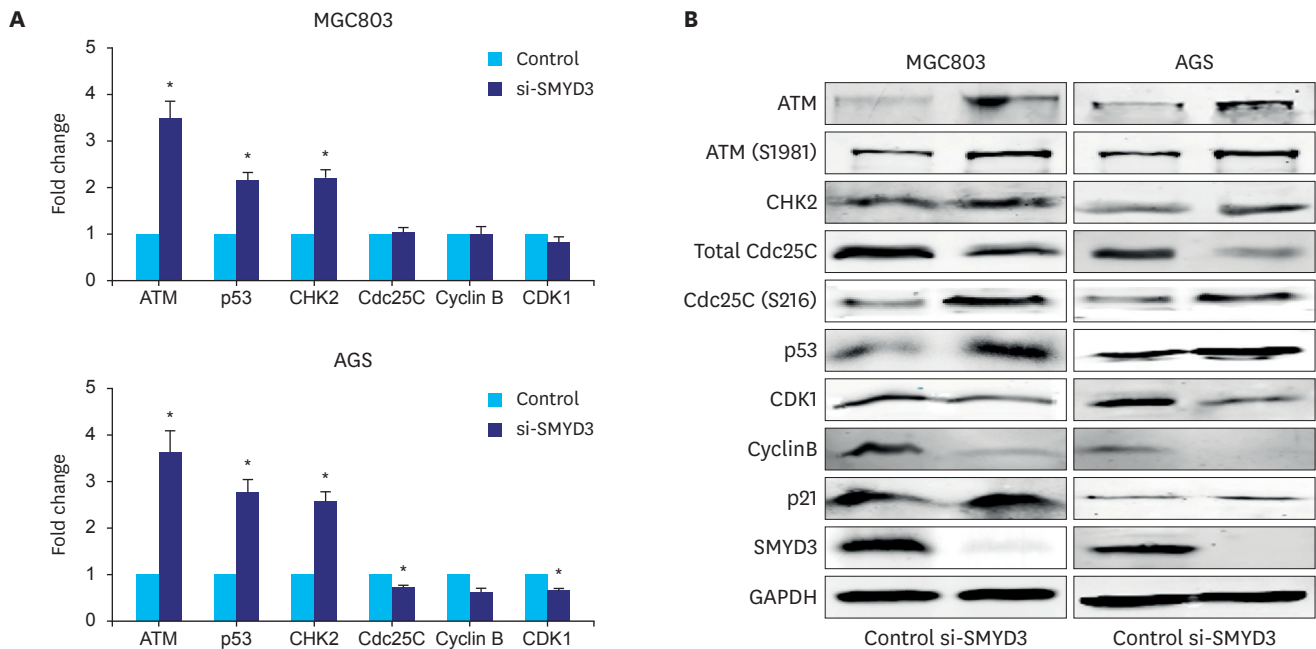 A
MGC803
Control
si-SMYD3
Fold change
5
4
3
2
1
0
*
*
*
ATM p53 CHK2 Cdc25C Cyclin B CDK1
AGS
Control
si-SMYD3
Fold change
5
4
3
2
1
0
*
*
*
*
*
ATM p53 CHK2 Cdc25C Cyclin B CDK1
B
MGC803 AGS
ATM
ATM (S1981)
CHK2
Total Cdc25C
Cdc25C (S216)
p53
CDK1
CyclinB
p21
SMYD3
GAPDH
Control si-SMYD3 Control si-SMYD3